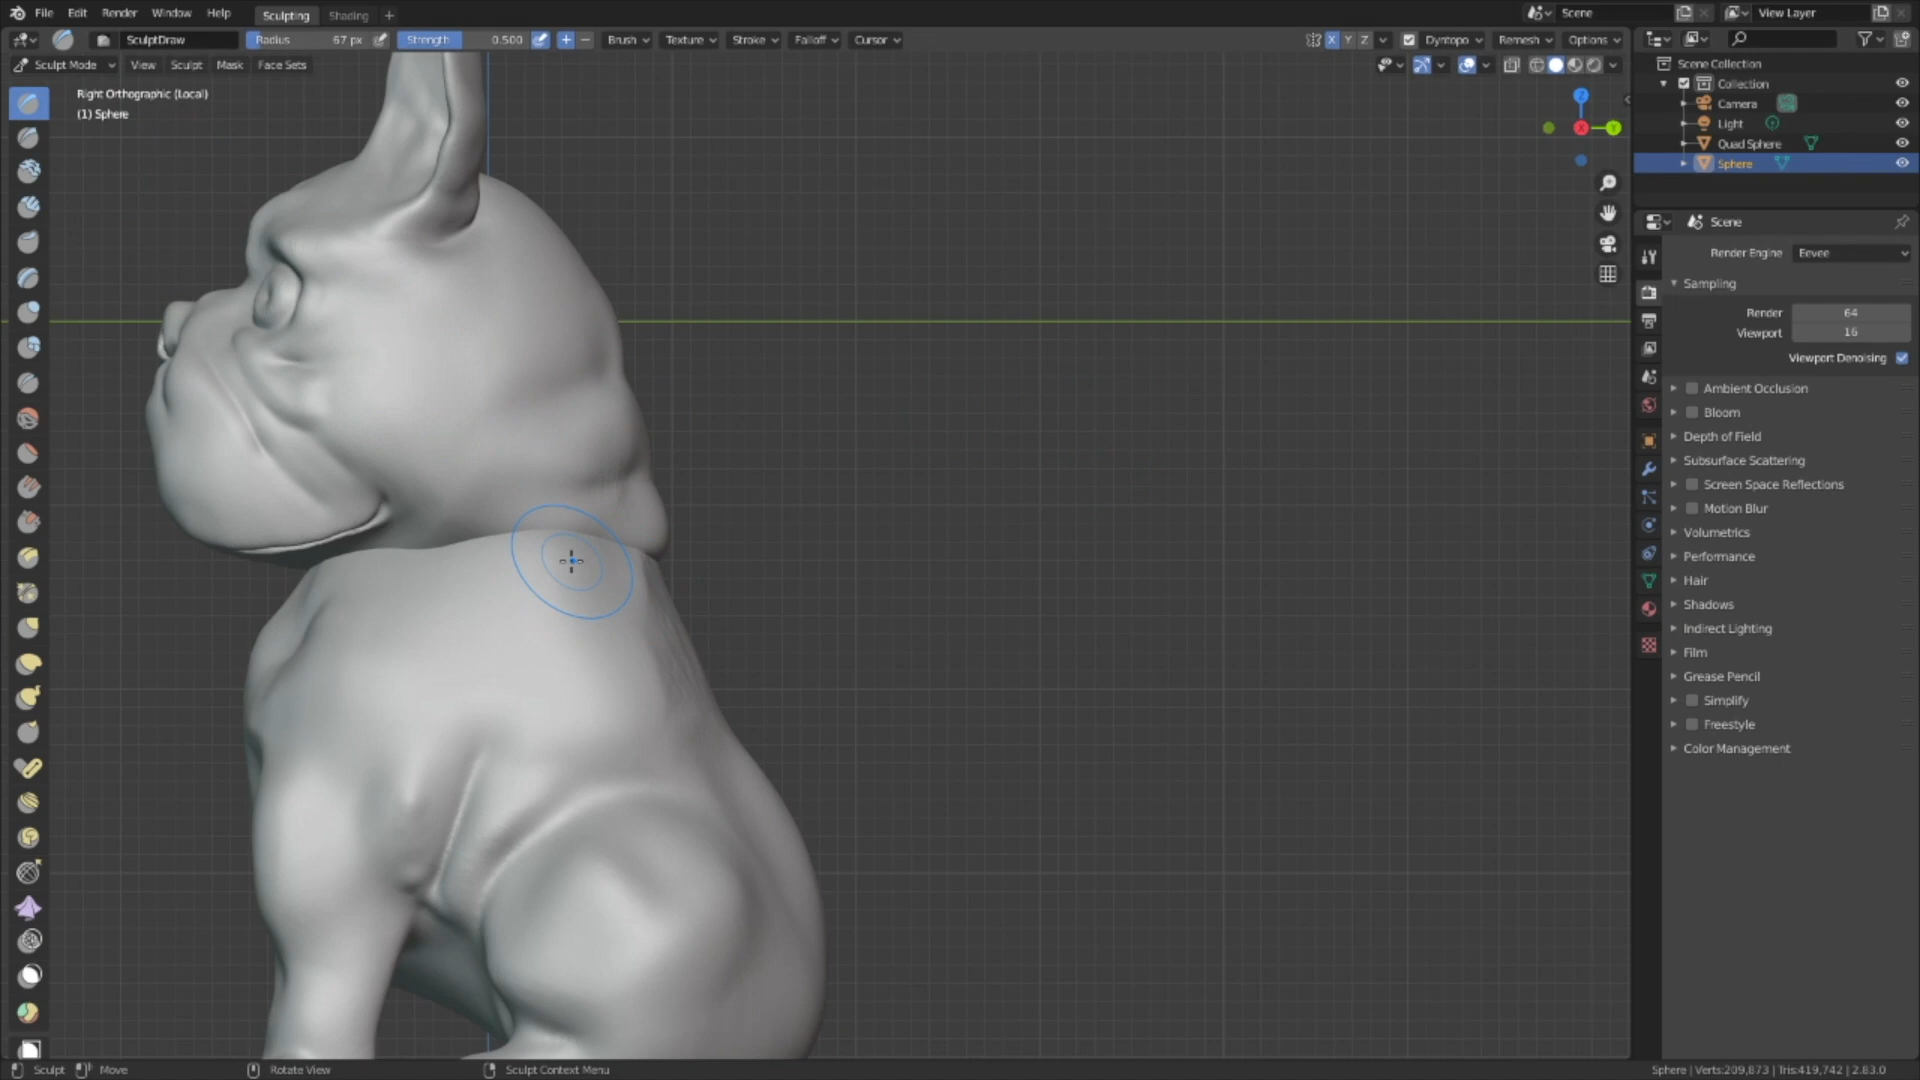 File Edit Render Window Help Sculpting Shading + Scene View Layer
SculptDraw Radius 67 px Strength 0.500 + − Brush Texture Stroke Falloff Cursor X Y Z Dyntopo Remesh Options
Sculpt Mode View Sculpt Mask Face Sets
Right Orthographic (Local)
(1) Sphere
Z
X
Y
Scene Collection
Collection
Camera
Light
Quad Sphere
Sphere
Scene
Render Engine Eevee
Sampling
Render 64
Viewport 16
Viewport Denoising
Ambient Occlusion
Bloom
Depth of Field
Subsurface Scattering
Screen Space Reflections
Motion Blur
Volumetrics
Performance
Hair
Shadows
Indirect Lighting
Film
Grease Pencil
Simplify
Freestyle
Color Management
Sculpt Move Rotate View Sculpt Context Menu Sphere | Verts:209,873 | Tris:419,742 | 2.83.0